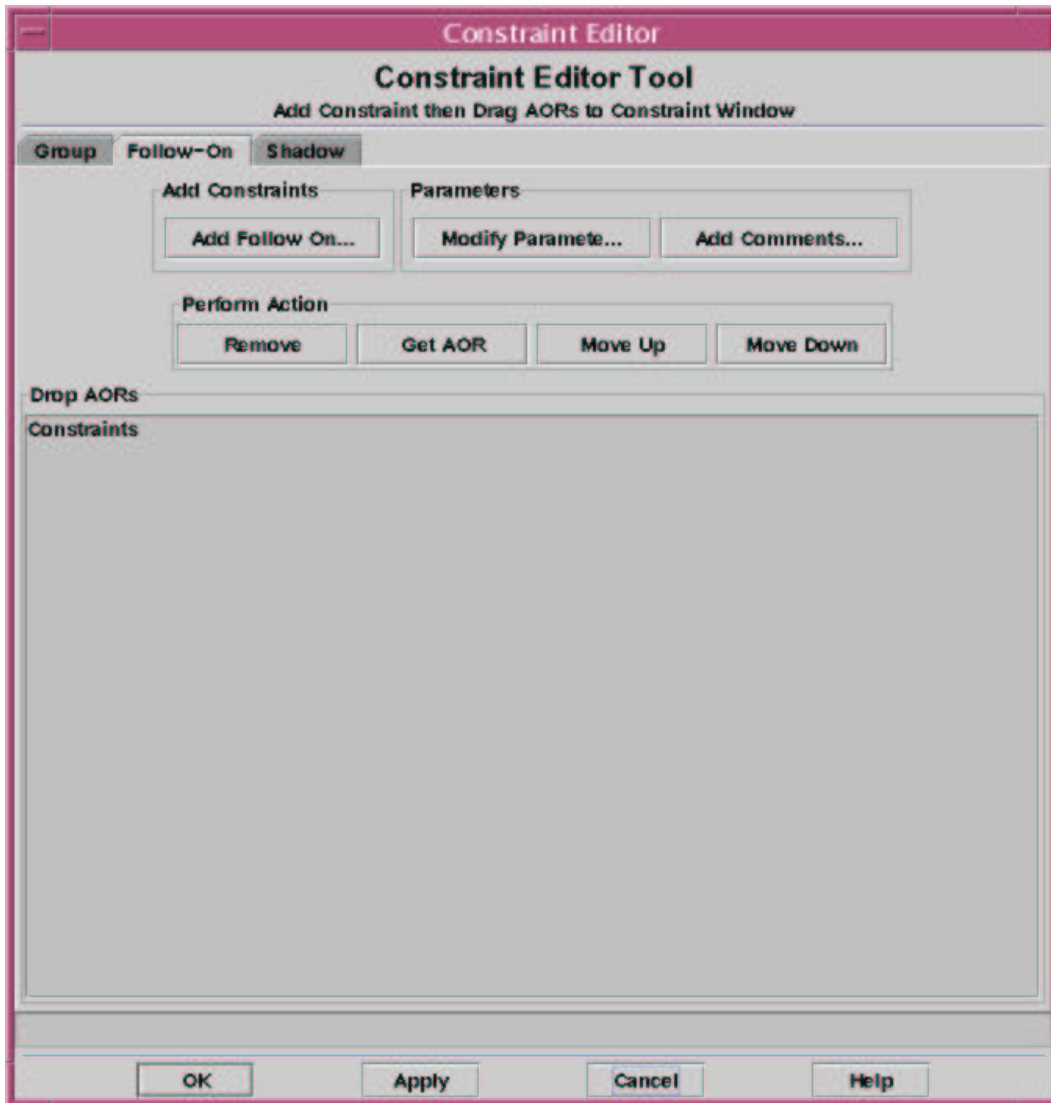 Constraint Editor
Constraint Editor Tool
Add Constraint then Drag AORs to Constraint Window
Group Follow-On Shadow
Add Constraints Parameters
Add Follow On... Modify Paramete... Add Comments...
Perform Action
Remove Get AOR Move Up Move Down
Drop AORs
Constraints
OK Apply Cancel Help